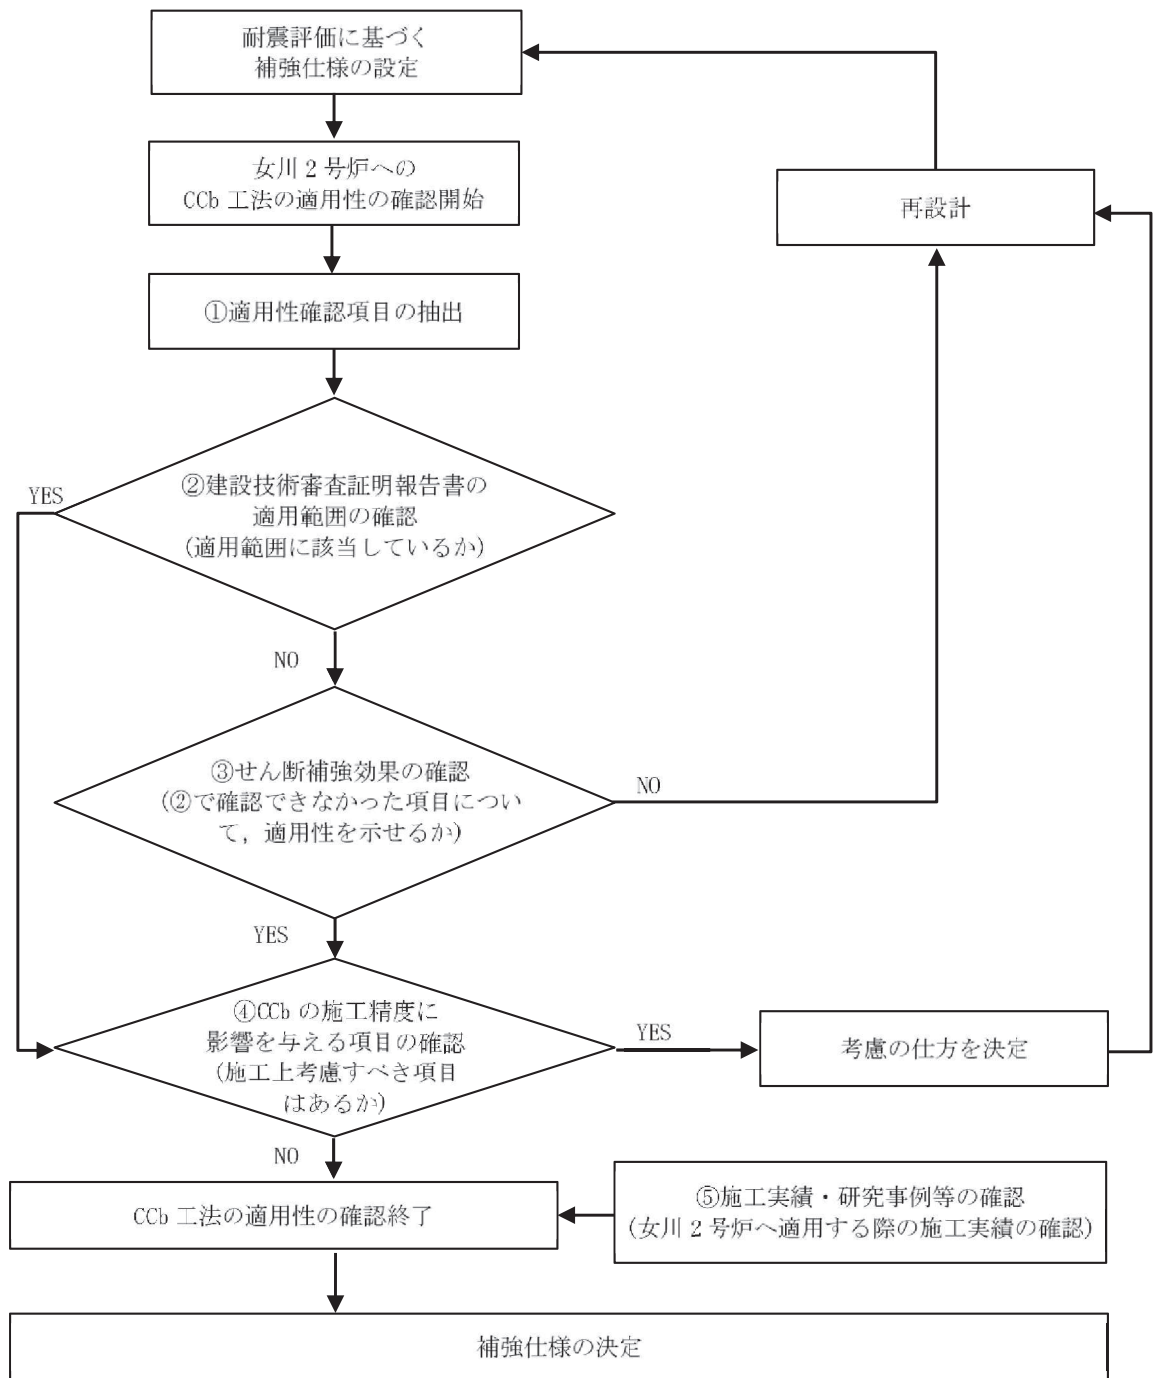 耐震評価に基づく
補強仕様の設定
女川２号炉への
CCb 工法の適用性の確認開始
再設計
①適用性確認項目の抽出
②建設技術審査証明報告書の
適用範囲の確認
(適用範囲に該当しているか)
YES
NO
③せん断補強効果の確認
(②で確認できなかった項目につい
て，適用性を示せるか)
NO
YES
④CCb の施工精度に
影響を与える項目の確認
(施工上考慮すべき項目
はあるか)
YES
考慮の仕方を決定
NO
CCb 工法の適用性の確認終了
⑤施工実績・研究事例等の確認
(女川２号炉へ適用する際の施工実績の確認)
補強仕様の決定